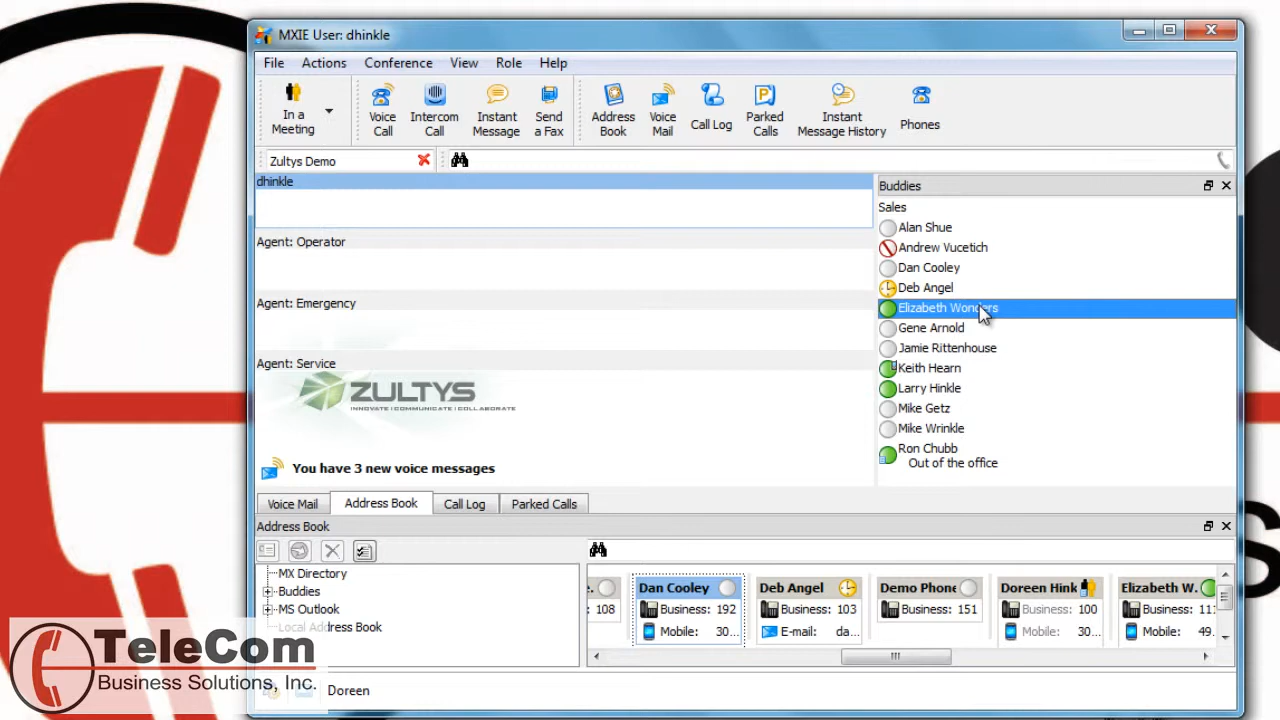 MXIE User: dhinkle
File Actions Conference View Role Help
In a Meeting
Voice Call
Intercom Call
Instant Message
Send a Fax
Address Book
Voice Mail
Call Log
Parked Calls
Instant Message History
Phones
Zultys Demo
dhinkle
Agent: Operator
Agent: Emergency
Agent: Service
ZULTYS
INNOVATE | COMMUNICATE | COLLABORATE
You have 3 new voice messages
Buddies
Sales
Alan Shue
Andrew Vucetich
Dan Cooley
Deb Angel
Elizabeth Wonders
Gene Arnold
Jamie Rittenhouse
Keith Hearn
Larry Hinkle
Mike Getz
Mike Wrinkle
Ron Chubb
Out of the office
Voice Mail Address Book Call Log Parked Calls
Address Book
MX Directory
Buddies
MS Outlook
Local Address Book
: 108
Dan Cooley
Business: 192
Mobile: 30...
Deb Angel
Business: 103
E-mail: da...
Demo Phone
Business: 151
Doreen Hink
Business: 100
Mobile: 30...
Elizabeth W.
Business: 111
Mobile: 49.
Doreen
TeleCom
Business Solutions, Inc.